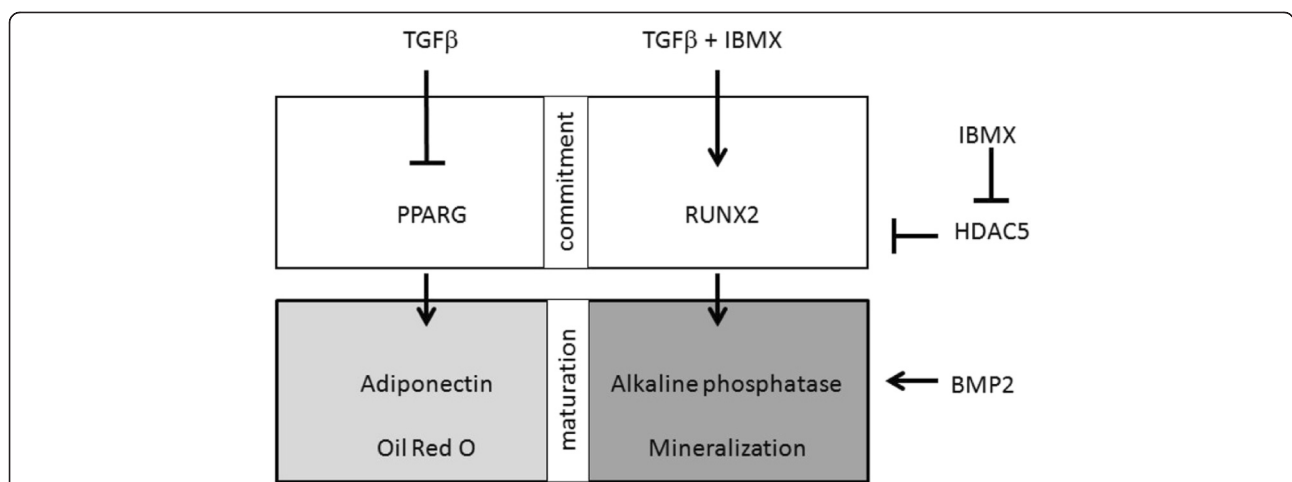 TGFβ
TGFβ + IBMX
commitment
IBMX
PPARG
RUNX2
HDAC5
maturation
Adiponectin
Alkaline phosphatase
BMP2
Oil Red O
Mineralization